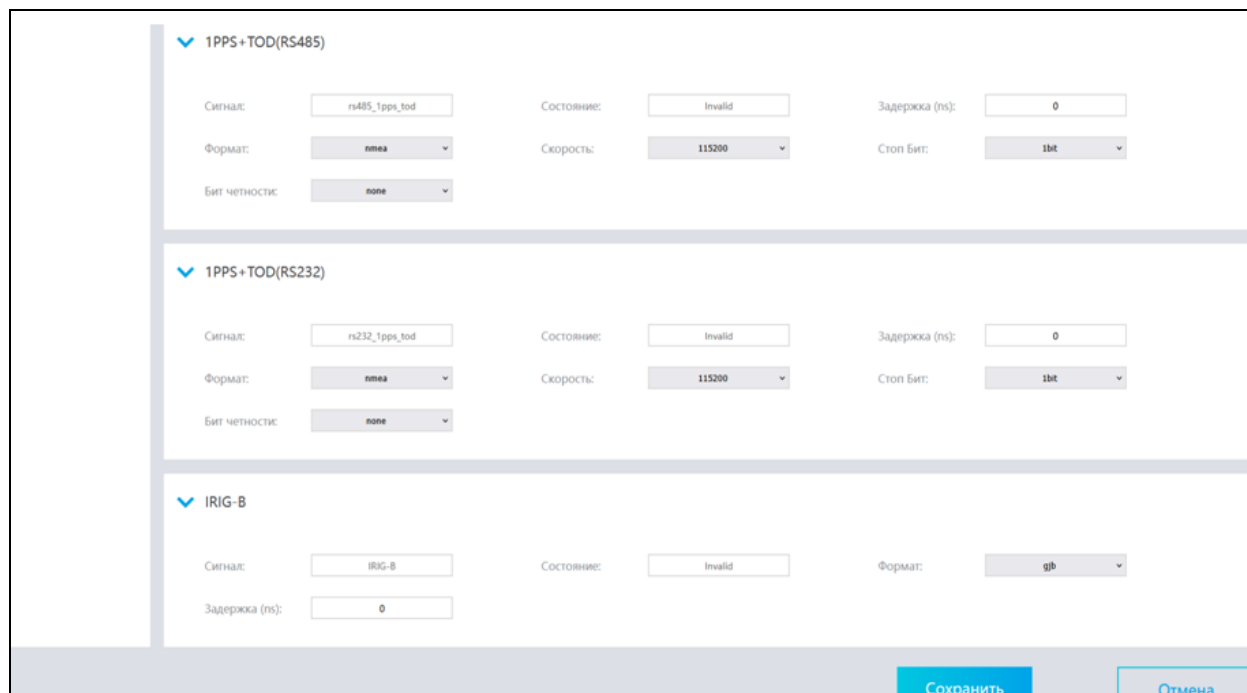 1PPS+TOD(RS485)
Сигнал: rs485_1pps_tod Состояние: Invalid Задержка (ns): 0
Формат: nmea Скорость: 115200 Стоп Бит: 1bit
Бит четности: none
1PPS+TOD(RS232)
Сигнал: rs232_1pps_tod Состояние: Invalid Задержка (ns): 0
Формат: nmea Скорость: 115200 Стоп Бит: 1bit
Бит четности: none
IRIG-B
Сигнал: IRIG-B Состояние: Invalid Формат: gjb
Задержка (ns): 0
Сохранить Отмена